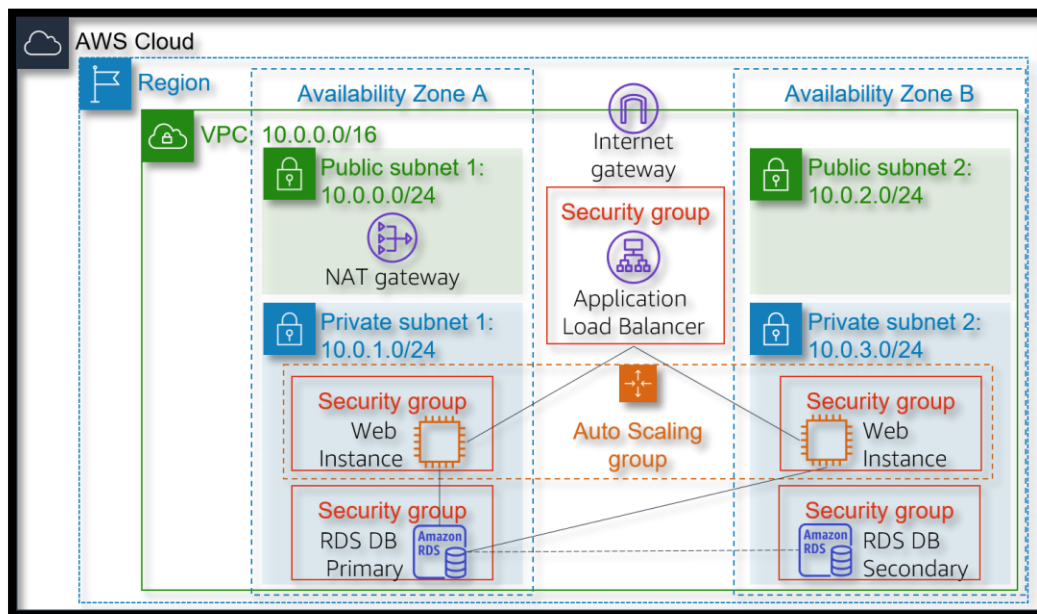 AWS Cloud
Region
Availability Zone A
Availability Zone B
VPC 10.0.0.0/16
Internet
gateway
Public subnet 1:
10.0.0.0/24
NAT gateway
Public subnet 2:
10.0.2.0/24
Security group
Application
Load Balancer
Private subnet 1:
10.0.1.0/24
Private subnet 2:
10.0.3.0/24
Security group
Web
Instance
Auto Scaling
group
Security group
Web
Instance
Security group
RDS DB
Primary
Amazon
RDS
Security group
Amazon
RDS
RDS DB
Secondary